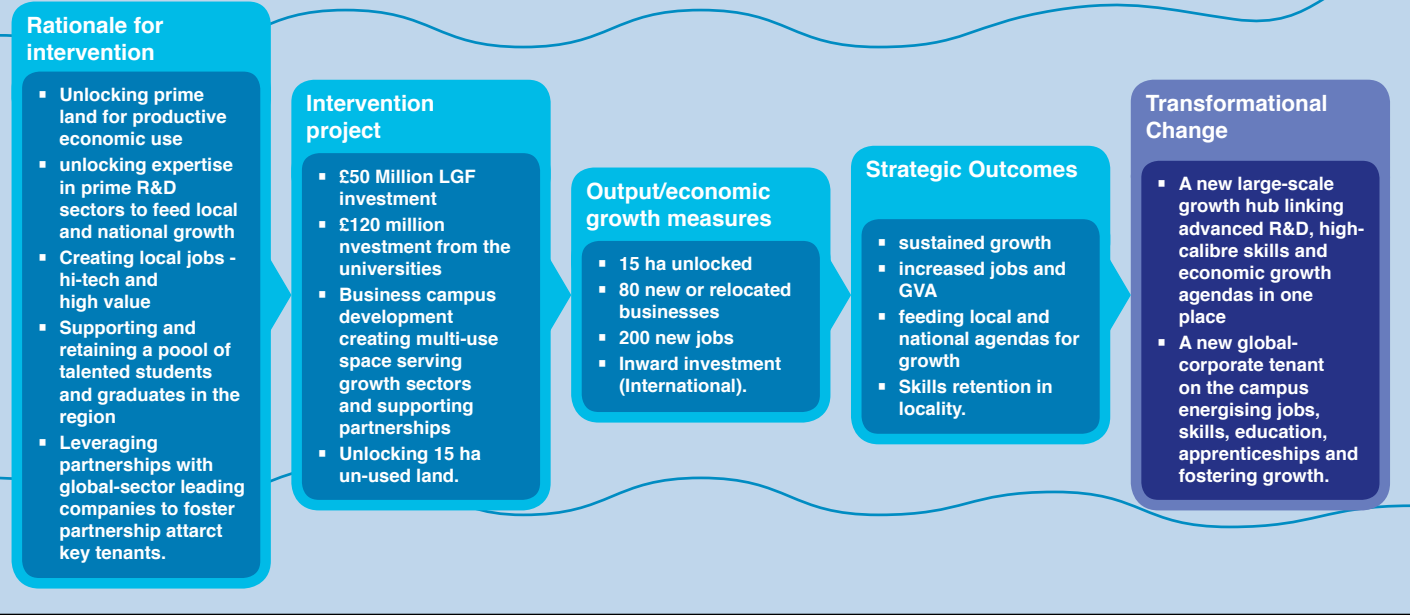 Rationale for
intervention
▪ Unlocking prime
land for productive
economic use
▪ unlocking expertise
in prime R&D
sectors to feed local
and national growth
▪ Creating local jobs -
hi-tech and
high value
▪ Supporting and
retaining a poool of
talented students
and graduates in the
region
▪ Leveraging
partnerships with
global-sector leading
companies to foster
partnership attarct
key tenants.
Intervention
project
▪ £50 Million LGF
investment
▪ £120 million
nvestment from the
universities
▪ Business campus
development
creating multi-use
space serving
growth sectors
and supporting
partnerships
▪ Unlocking 15 ha
un-used land.
Output/economic
growth measures
▪ 15 ha unlocked
▪ 80 new or relocated
businesses
▪ 200 new jobs
▪ Inward investment
(International).
Strategic Outcomes
▪ sustained growth
▪ increased jobs and
GVA
▪ feeding local and
national agendas for
growth
▪ Skills retention in
locality.
Transformational
Change
▪ A new large-scale
growth hub linking
advanced R&D, high-
calibre skills and
economic growth
agendas in one
place
▪ A new global-
corporate tenant
on the campus
energising jobs,
skills, education,
apprenticeships and
fostering growth.